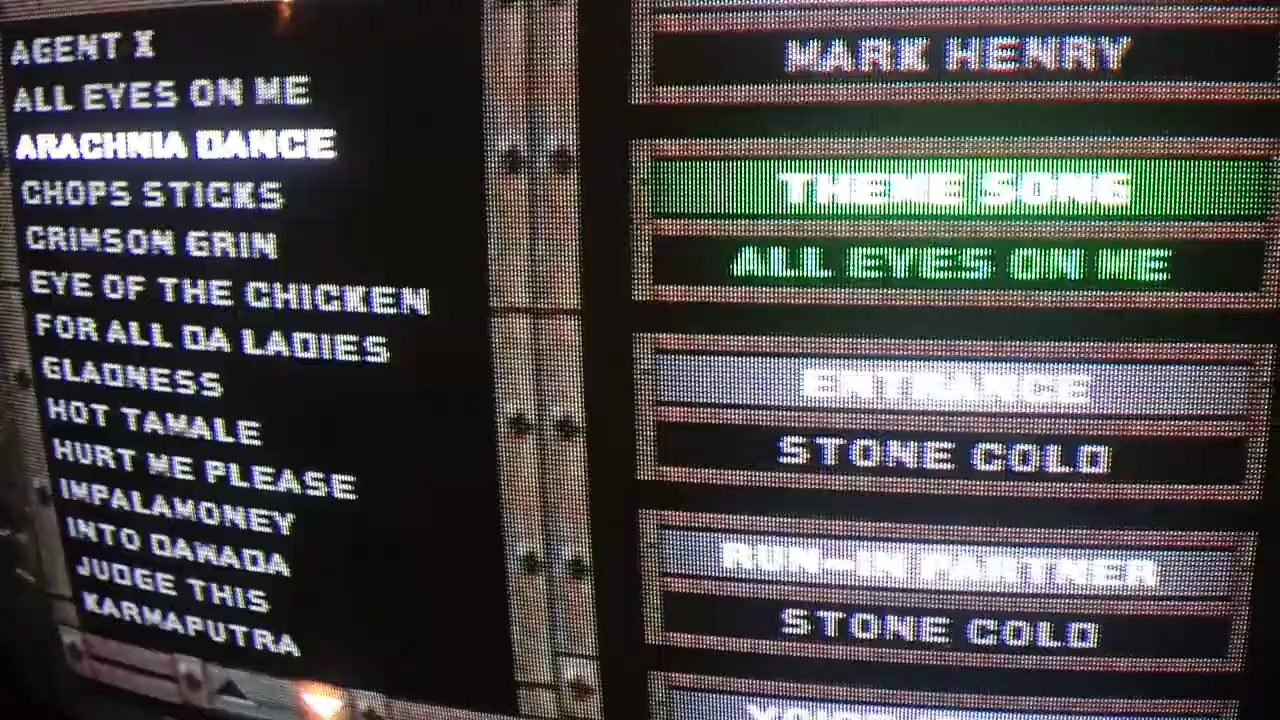 AGENT X
ALL EYES ON ME
ARACHNIA DANCE
CHOPS STICKS
CRIMSON GRIN
EYE OF THE CHICKEN
FOR ALL DA LADIES
GLADNESS
HOT TAMALE
HURT ME PLEASE
IMPALAMONEY
INTO DAHADA
JUDGE THIS
KARMAPUTRA
MARK HENRY
THEME SONG
ALL EYES ON ME
ENTRANCE
STONE COLD
RUN-IN PARTNER
STONE COLD